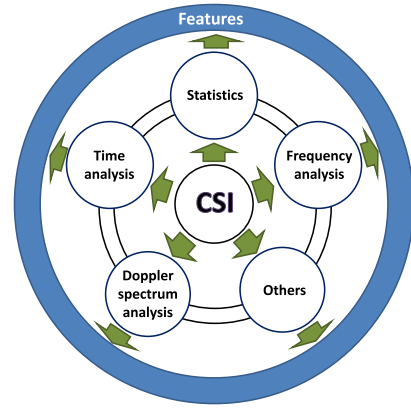 Features
Statistics
Time
analysis
Frequency
analysis
CSI
Doppler
spectrum
analysis
Others